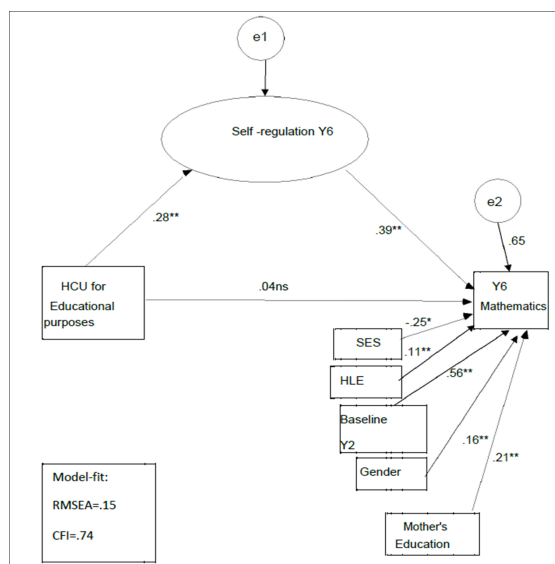 e1
Self -regulation Y6
e2
.28**
.39**
.65
HCU for
Educational
purposes
.04ns
Y6
Mathematics
SES
-.25*
.11**
HLE
.56**
Baseline
Y2
Gender
.16**
.21**
Model-fit:
RMSEA=.15
CFI=.74
Mother's
Education